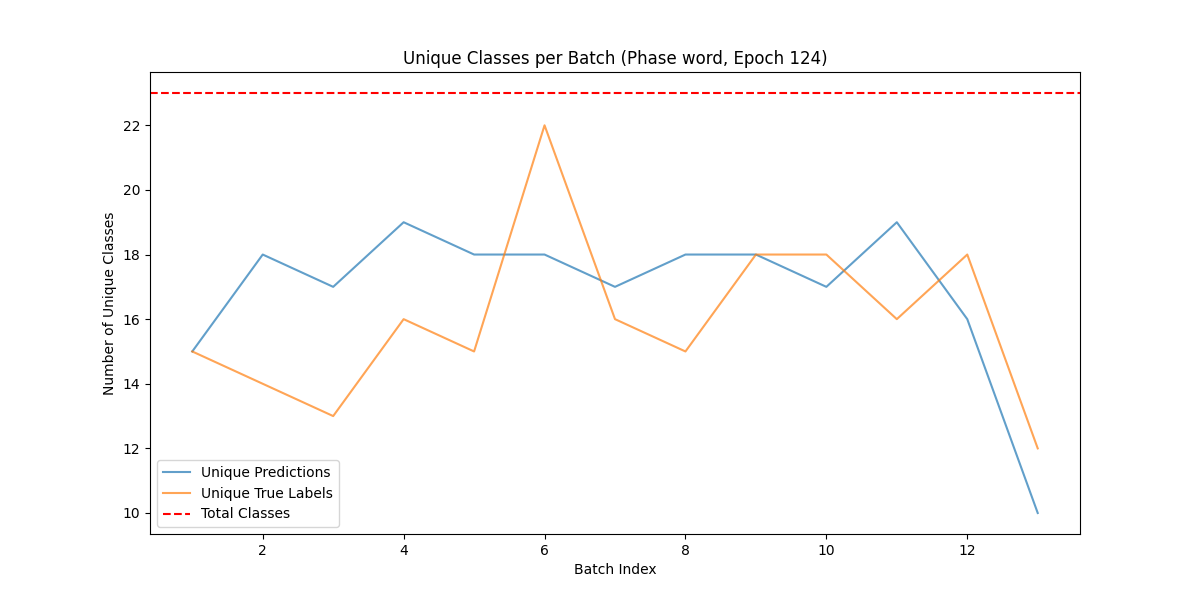 Unique Classes per Batch (Phase word, Epoch 124)
Number of Unique Classes
22
20
18
16
14
12
10
Unique Predictions
Unique True Labels
Total Classes
2
4
6
8
10
12
Batch Index